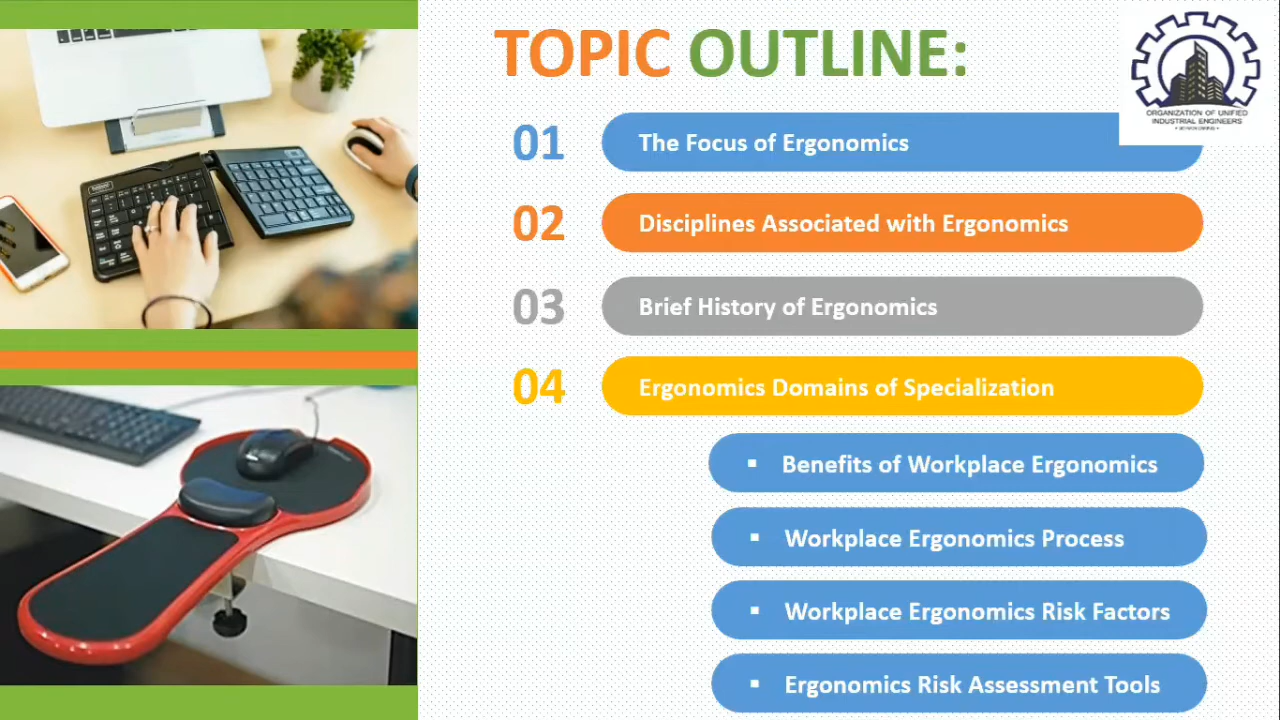 TOPIC OUTLINE:
ORGANIZATION OF UNIFIED
INDUSTRIAL ENGINEERS
01
The Focus of Ergonomics
02
Disciplines Associated with Ergonomics
03
Brief History of Ergonomics
04
Ergonomics Domains of Specialization
▪ Benefits of Workplace Ergonomics
▪ Workplace Ergonomics Process
▪ Workplace Ergonomics Risk Factors
▪ Ergonomics Risk Assessment Tools